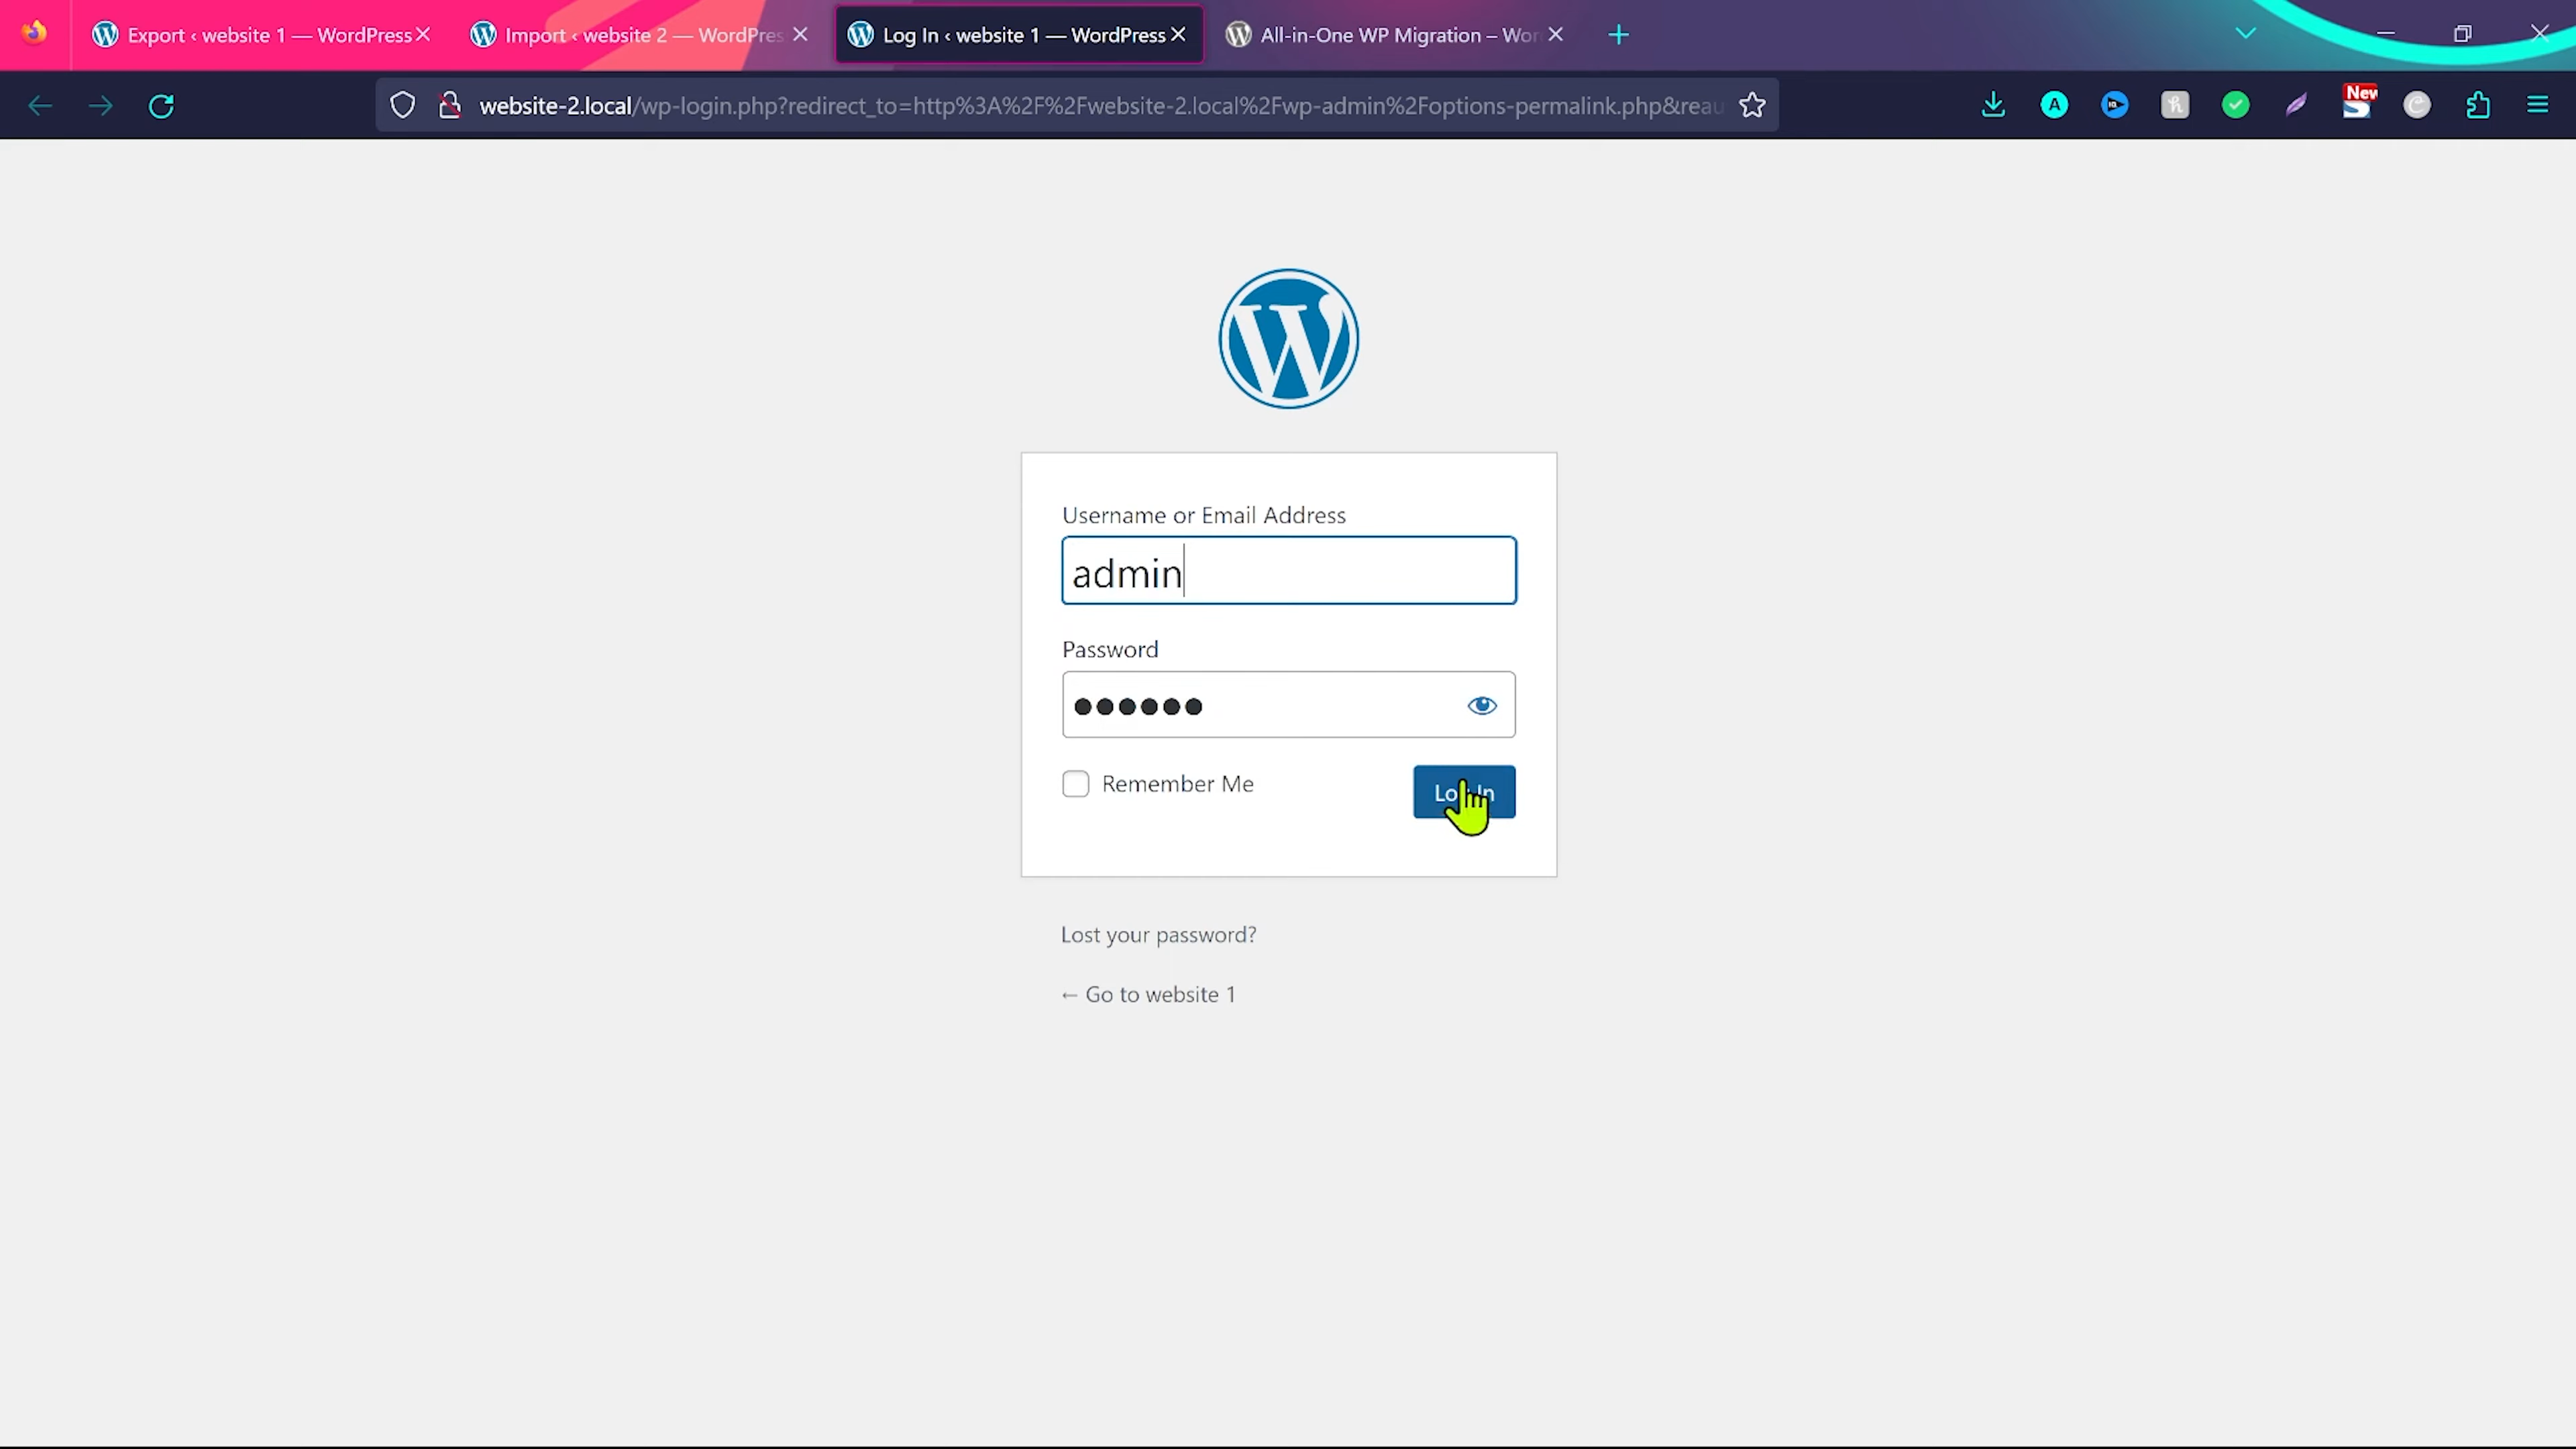 Export ‹ website 1 — WordPress
Import ‹ website 2 — WordPres
Log In ‹ website 1 — WordPress
All-in-One WP Migration – Wor
website-2.local/wp-login.php?redirect_to=http%3A%2F%2Fwebsite-2.local%2Fwp-admin%2Foptions-permalink.php&reau
New
Username or Email Address
admin
Password
Remember Me
Log In
Lost your password?
← Go to website 1